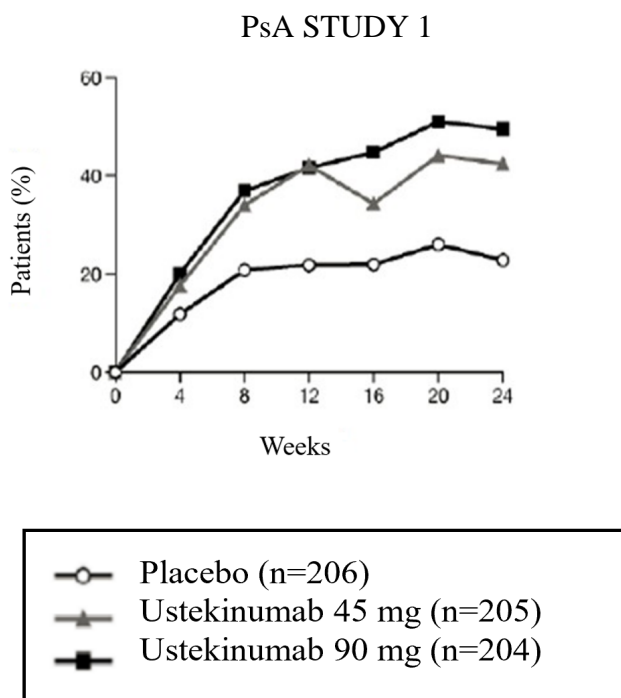 PsA STUDY 1
60
40
20
0
Patients (%)
0 4 8 12 16 20 24
Weeks
Placebo (n=206)
Ustekinumab 45 mg (n=205)
Ustekinumab 90 mg (n=204)